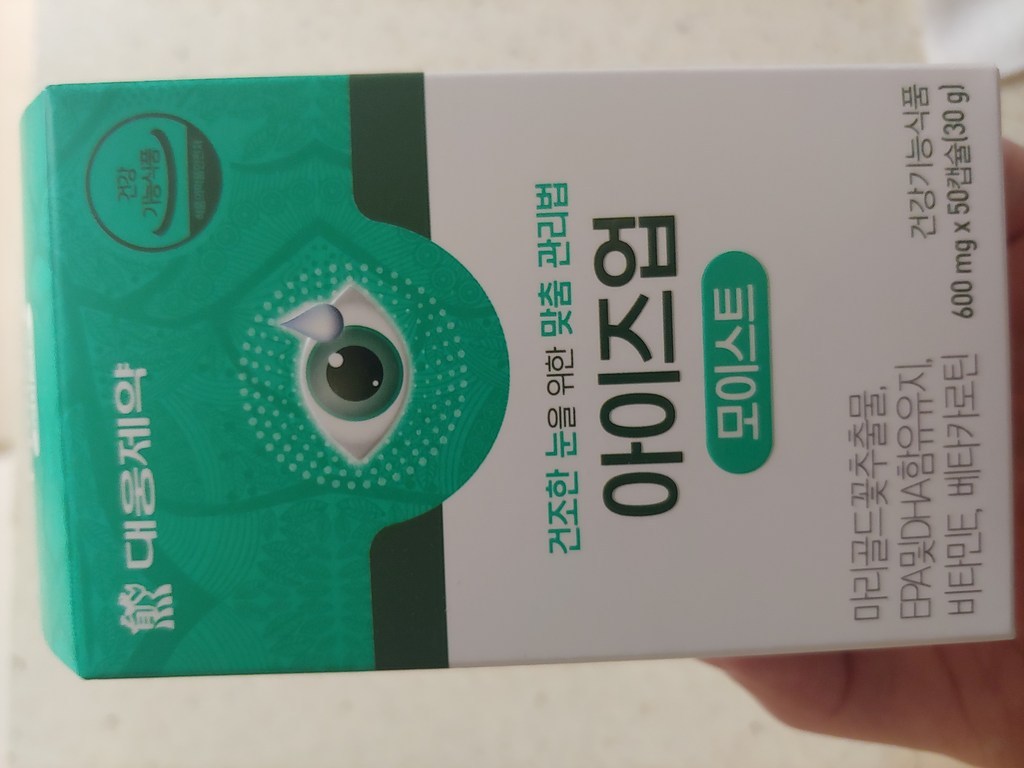 熊 대웅제약
건강
기능식품
건조한 눈을 위한 맞춤 관리법
아이즈업
모이스트
마리골드꽃추출물,
EPA및DHA함유유지,
비타민E, 베타카로틴
건강기능식품
600 mg x 50캡슐(30 g)